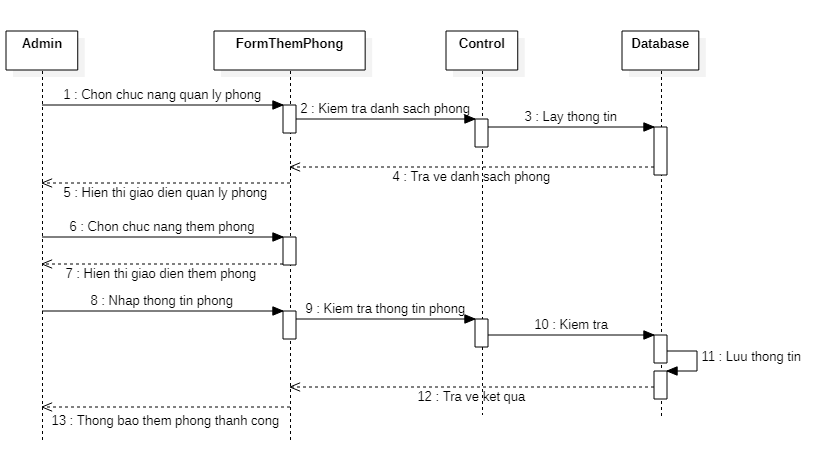 Admin
FormThemPhong
Control
Database
1 : Chon chuc nang quan ly phong
2 : Kiem tra danh sach phong
3 : Lay thong tin
4 : Tra ve danh sach phong
5 : Hien thi giao dien quan ly phong
6 : Chon chuc nang them phong
7 : Hien thi giao dien them phong
8 : Nhap thong tin phong
9 : Kiem tra thong tin phong
10 : Kiem tra
11 : Luu thong tin
12 : Tra ve ket qua
13 : Thong bao them phong thanh cong